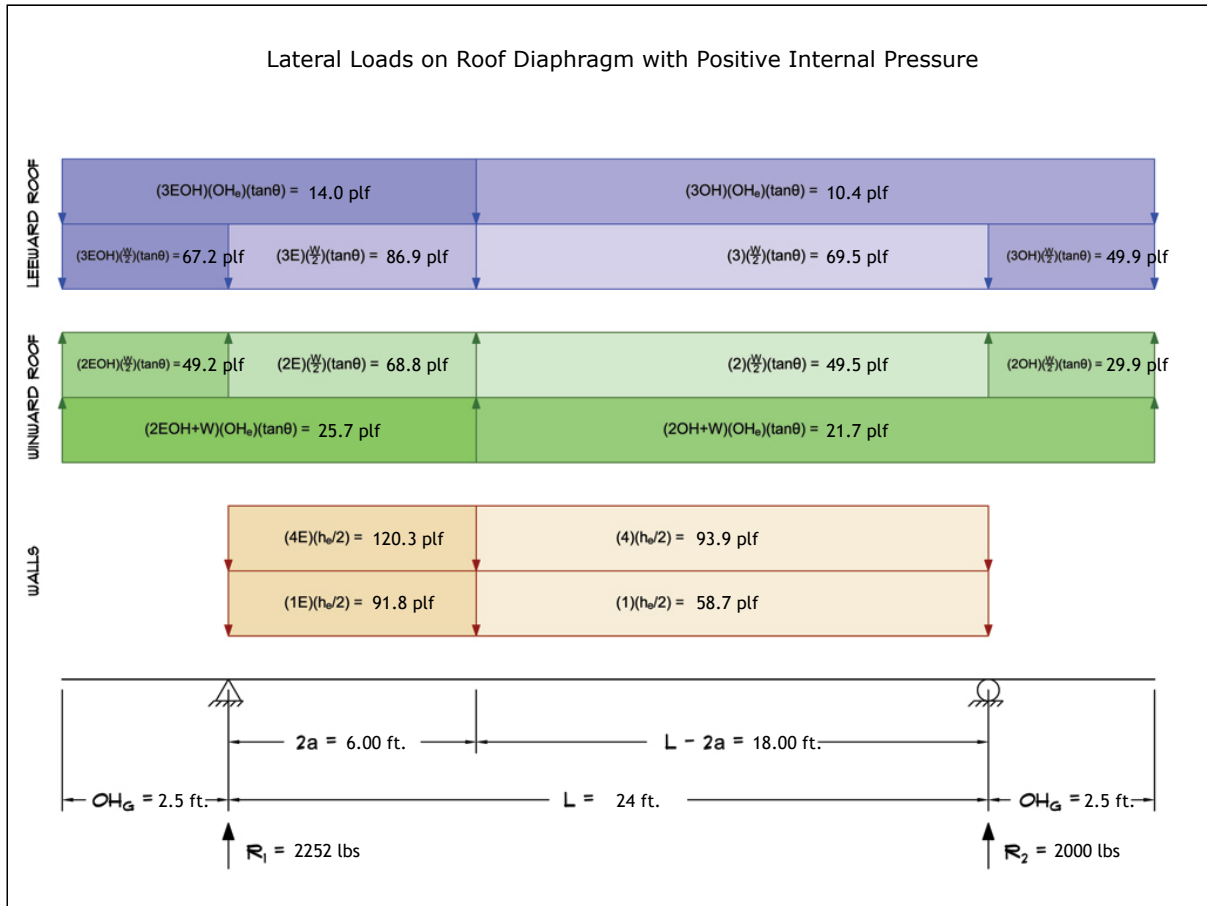 Lateral Loads on Roof Diaphragm with Positive Internal Pressure
LEEWARD ROOF
(3EOH)(OHₑ)(tanθ) = 14.0 plf
(3OH)(OHₑ)(tanθ) = 10.4 plf
(3EOH)(W/2)(tanθ) = 67.2 plf
(3E)(W/2)(tanθ) = 86.9 plf
(3)(W/2)(tanθ) = 69.5 plf
(3OH)(W/2)(tanθ) = 49.9 plf
WINWARD ROOF
(2EOH)(W/2)(tanθ) = 49.2 plf
(2E)(W/2)(tanθ) = 68.8 plf
(2)(W/2)(tanθ) = 49.5 plf
(2OH)(W/2)(tanθ) = 29.9 plf
(2EOH+W)(OHₑ)(tanθ) = 25.7 plf
(2OH+W)(OHₑ)(tanθ) = 21.7 plf
WALLS
(4E)(hₑ/2) = 120.3 plf
(4)(hₑ/2) = 93.9 plf
(1E)(hₑ/2) = 91.8 plf
(1)(hₑ/2) = 58.7 plf
2a = 6.00 ft.
L - 2a = 18.00 ft.
OH_G = 2.5 ft.
L = 24 ft.
OH_G = 2.5 ft.
R₁ = 2252 lbs
R₂ = 2000 lbs